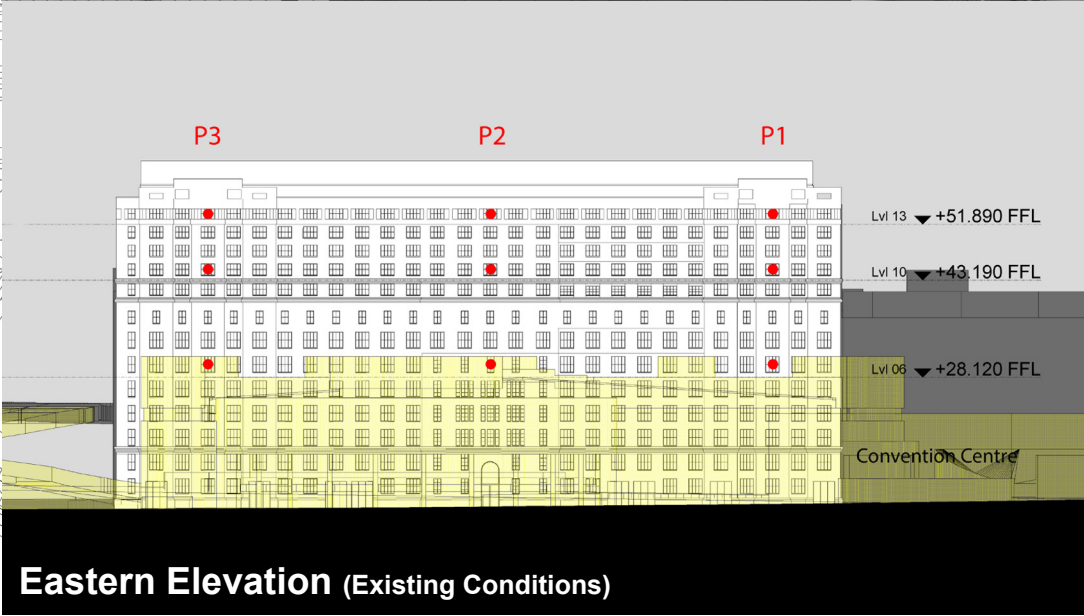 P3
P2
P1
Lvl 13 +51.890 FFL
Lvl 10 +43.190 FFL
Lvl 06 +28.120 FFL
Convention Centre
Eastern Elevation (Existing Conditions)